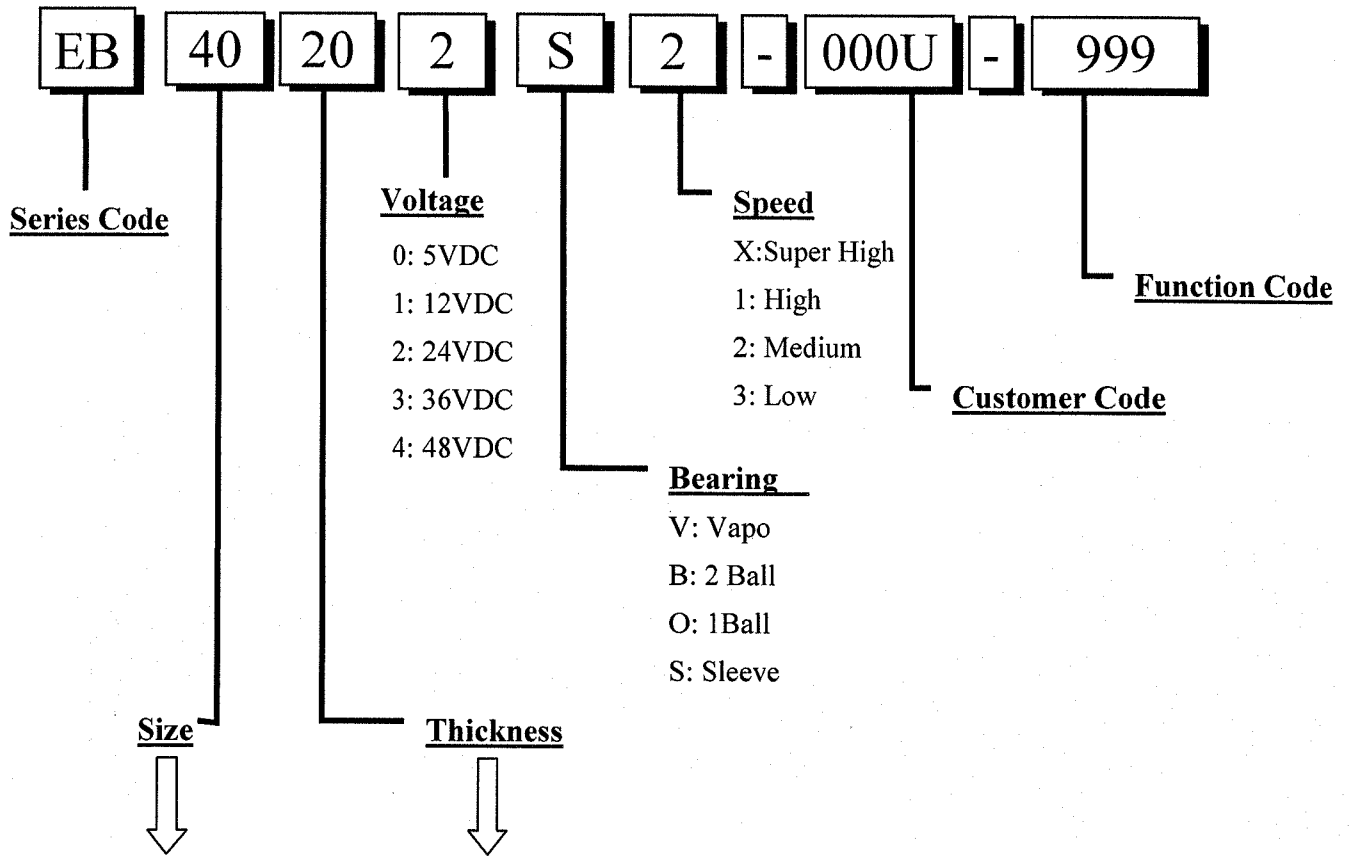 EB 40 20 2 S 2 - 000U - 999
Series Code
Voltage
0: 5VDC
1: 12VDC
2: 24VDC
3: 36VDC
4: 48VDC
Speed
X:Super High
1: High
2: Medium
3: Low
Function Code
Customer Code
Bearing
V: Vapo
B: 2 Ball
O: 1Ball
S: Sleeve
Size
Thickness